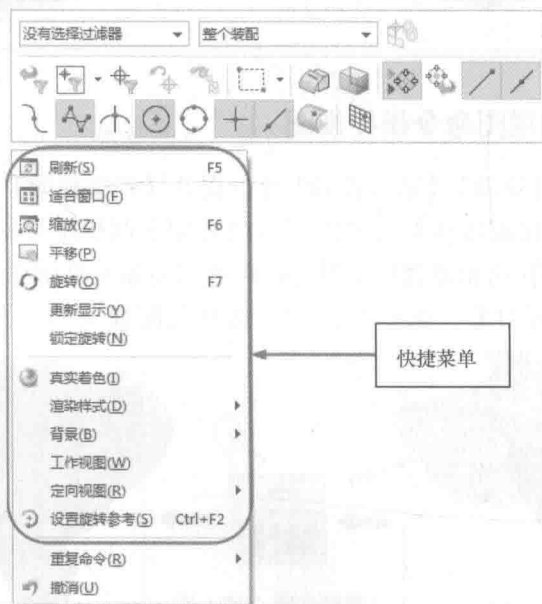 没有选择过滤器 整个装配
刷新(S) F5
适合窗口(F)
缩放(Z) F6
平移(P)
旋转(O) F7
更新显示(Y)
锁定旋转(N)
真实着色(I)
渲染样式(D)
背景(B)
工作视图(W)
定向视图(R)
设置旋转参考(S) Ctrl+F2
重复命令(R)
撤消(U)
快捷菜单